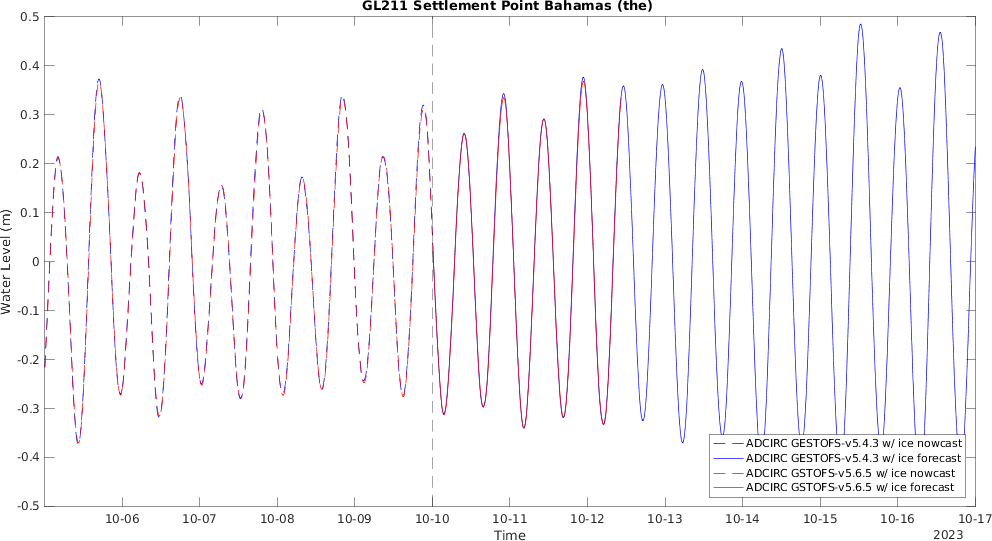 GL211 Settlement Point Bahamas (the)
0.5
0.4
0.3
0.2
0.1
0
-0.1
-0.2
-0.3
-0.4
-0.5
Water Level (m)
ADCIRC GESTOFS-v5.4.3 w/ ice nowcast
ADCIRC GESTOFS-v5.4.3 w/ ice forecast
ADCIRC GSTOFS-v5.6.5 w/ ice nowcast
ADCIRC GSTOFS-v5.6.5 w/ ice forecast
10-06 10-07 10-08 10-09 10-10 10-11 10-12 10-13 10-14 10-15 10-16 10-17
Time
2023